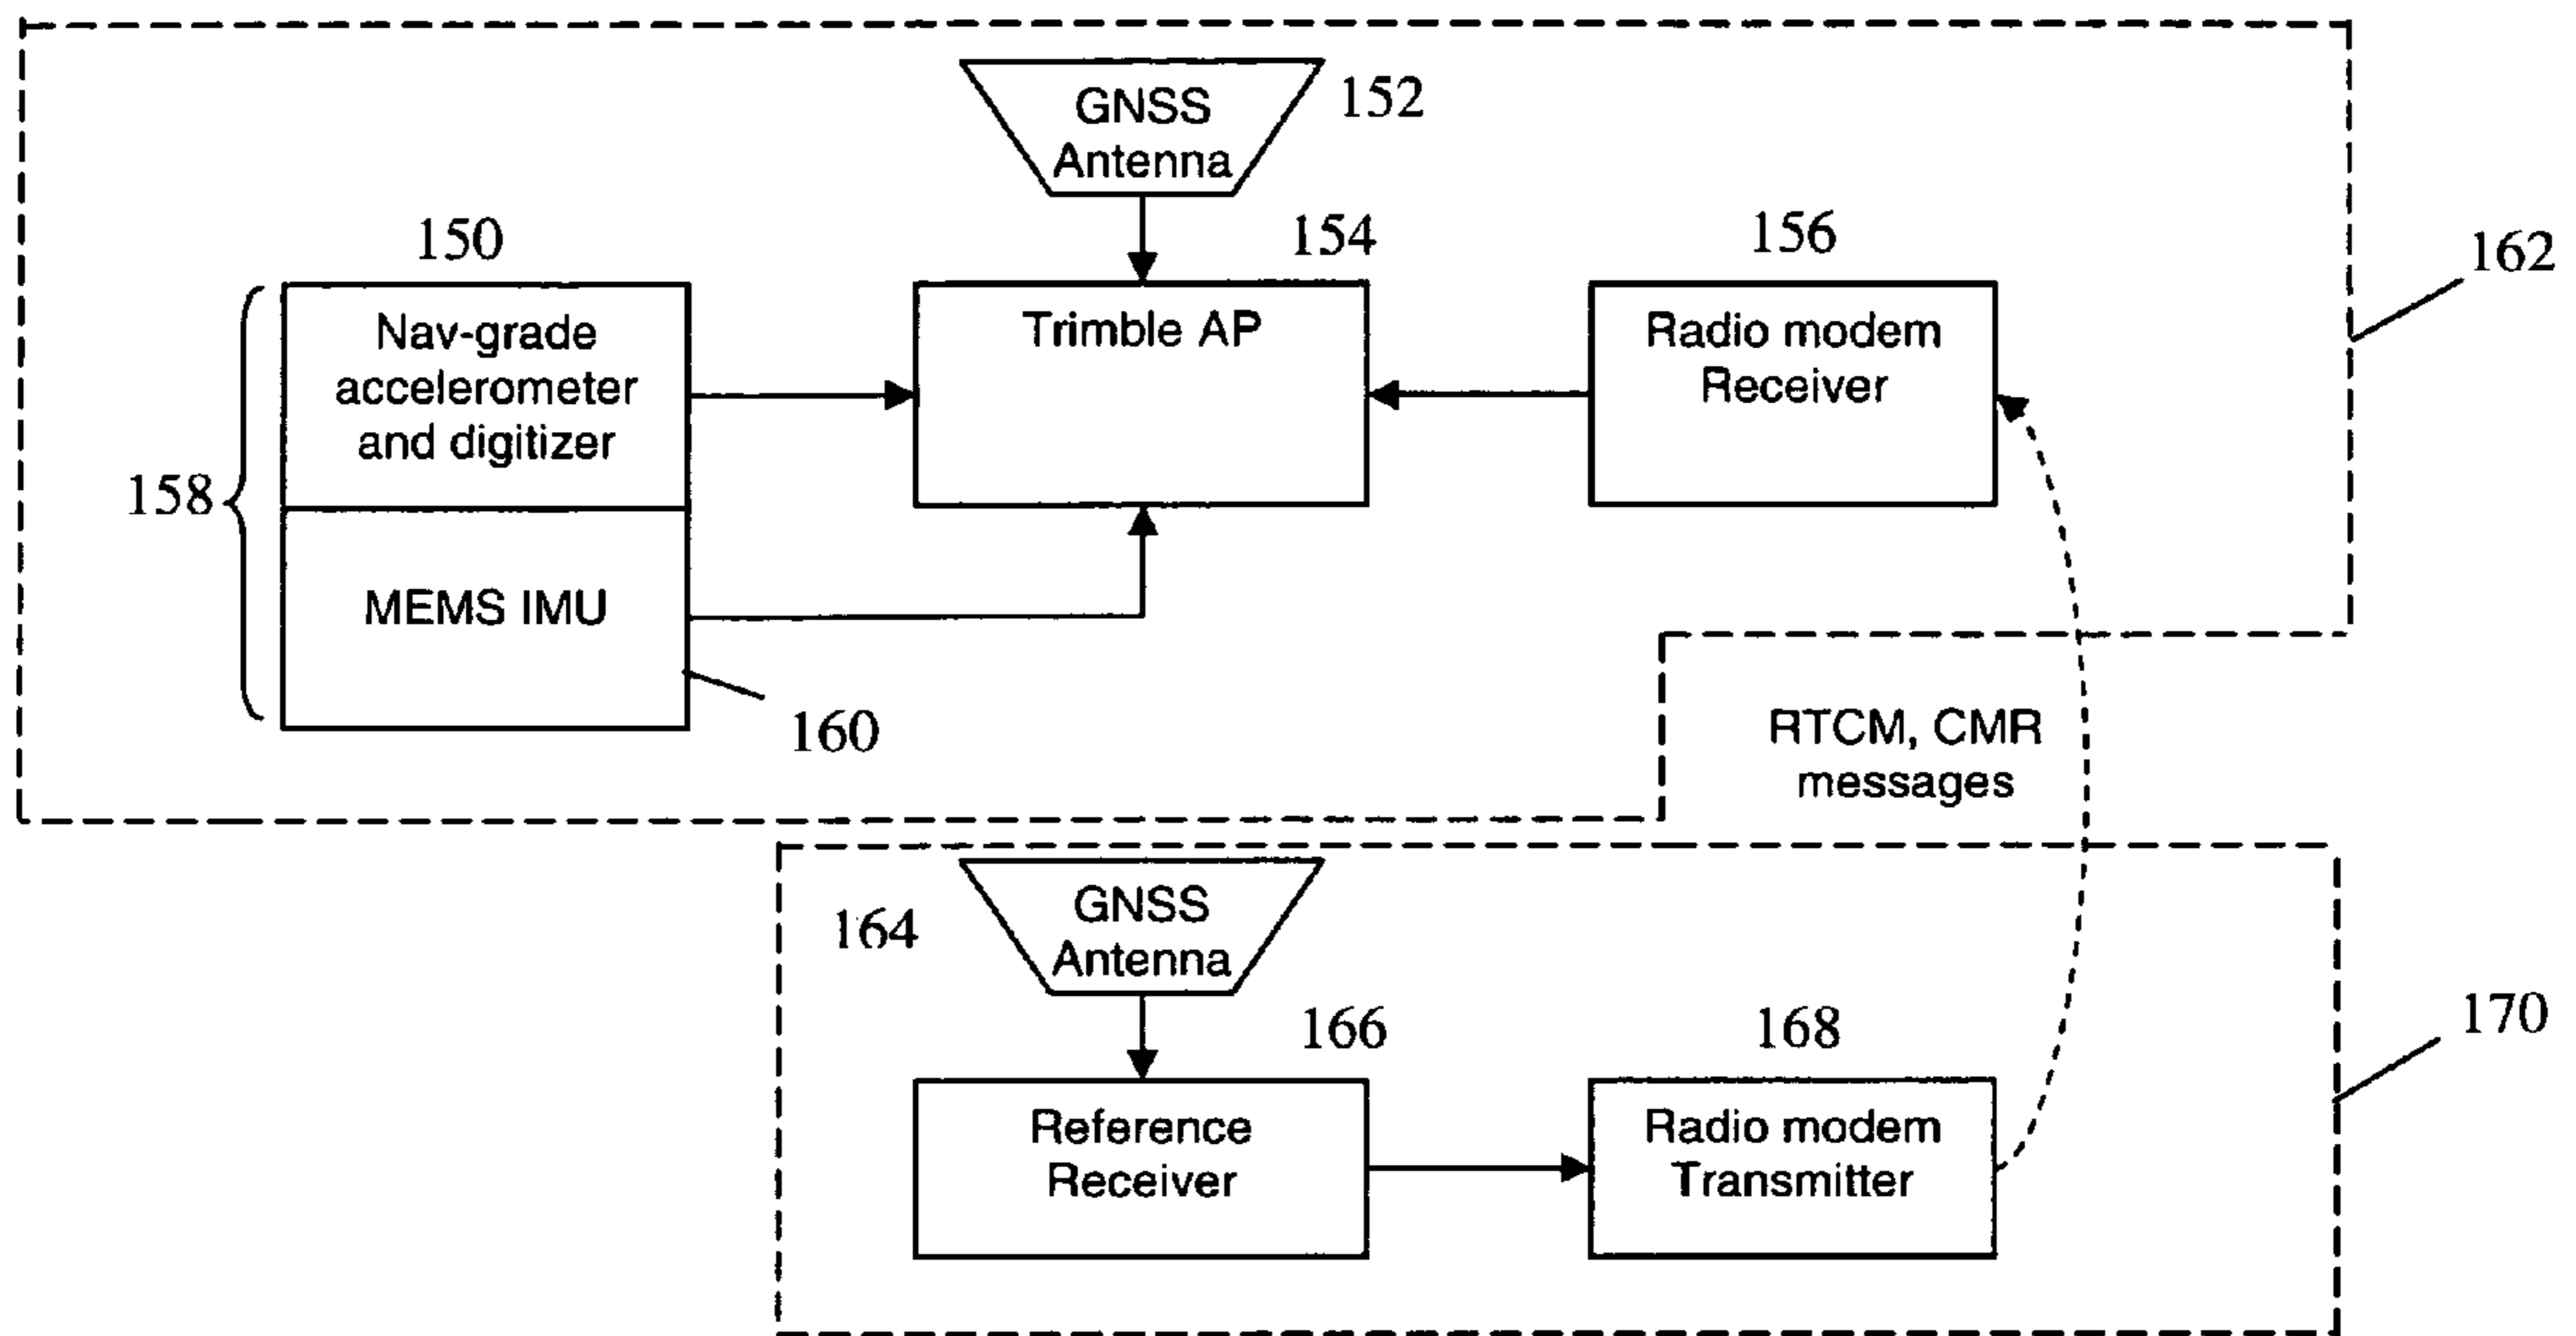 GNSS
Antenna
152
150
154
156
162
Nav-grade
accelerometer
and digitizer
Trimble AP
Radio modem
Receiver
158
MEMS IMU
160
RTCM, CMR
messages
164
GNSS
Antenna
166
168
170
Reference
Receiver
Radio modem
Transmitter